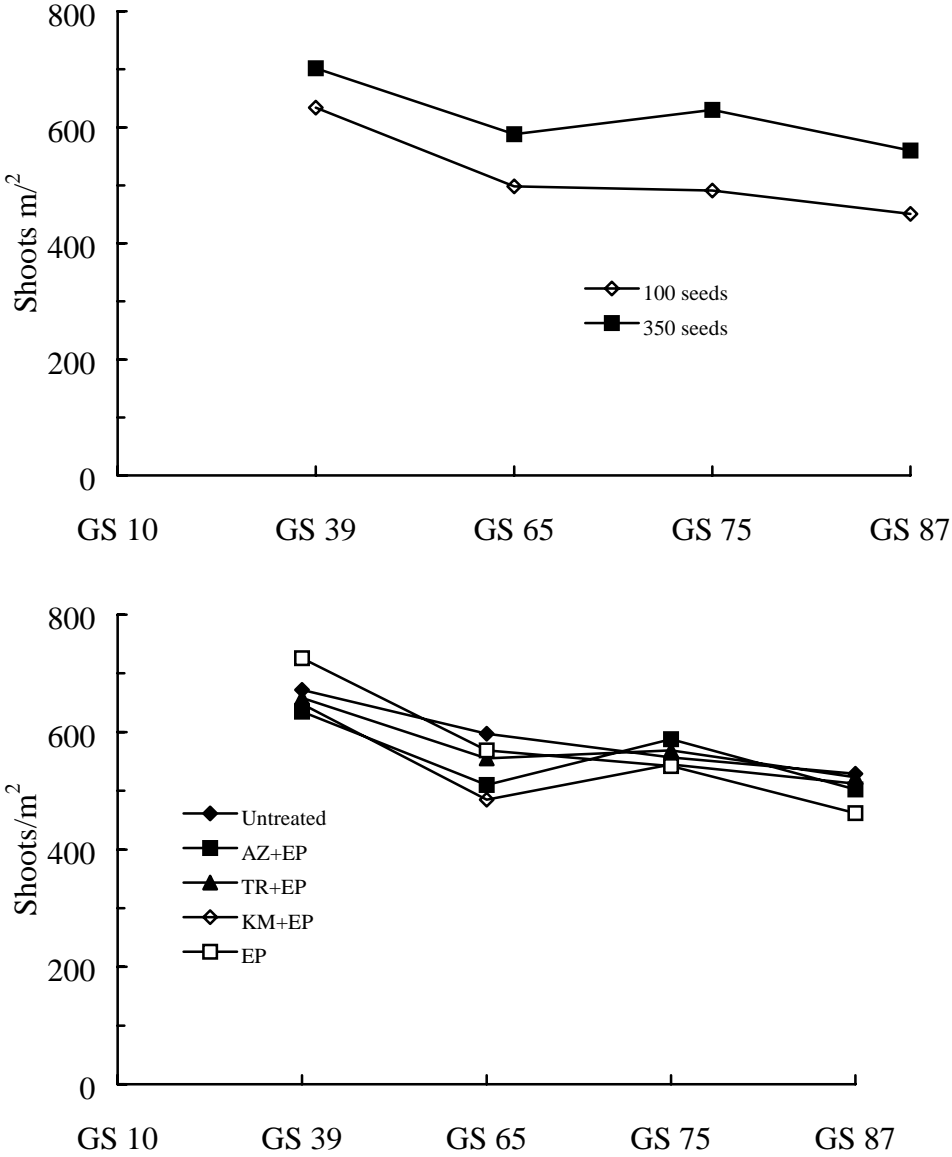 800
600
400
200
0
Shoots m/²
100 seeds
350 seeds
GS 10 GS 39 GS 65 GS 75 GS 87
800
600
400
200
0
Shoots/m²
Untreated
AZ+EP
TR+EP
KM+EP
EP
GS 10 GS 39 GS 65 GS 75 GS 87